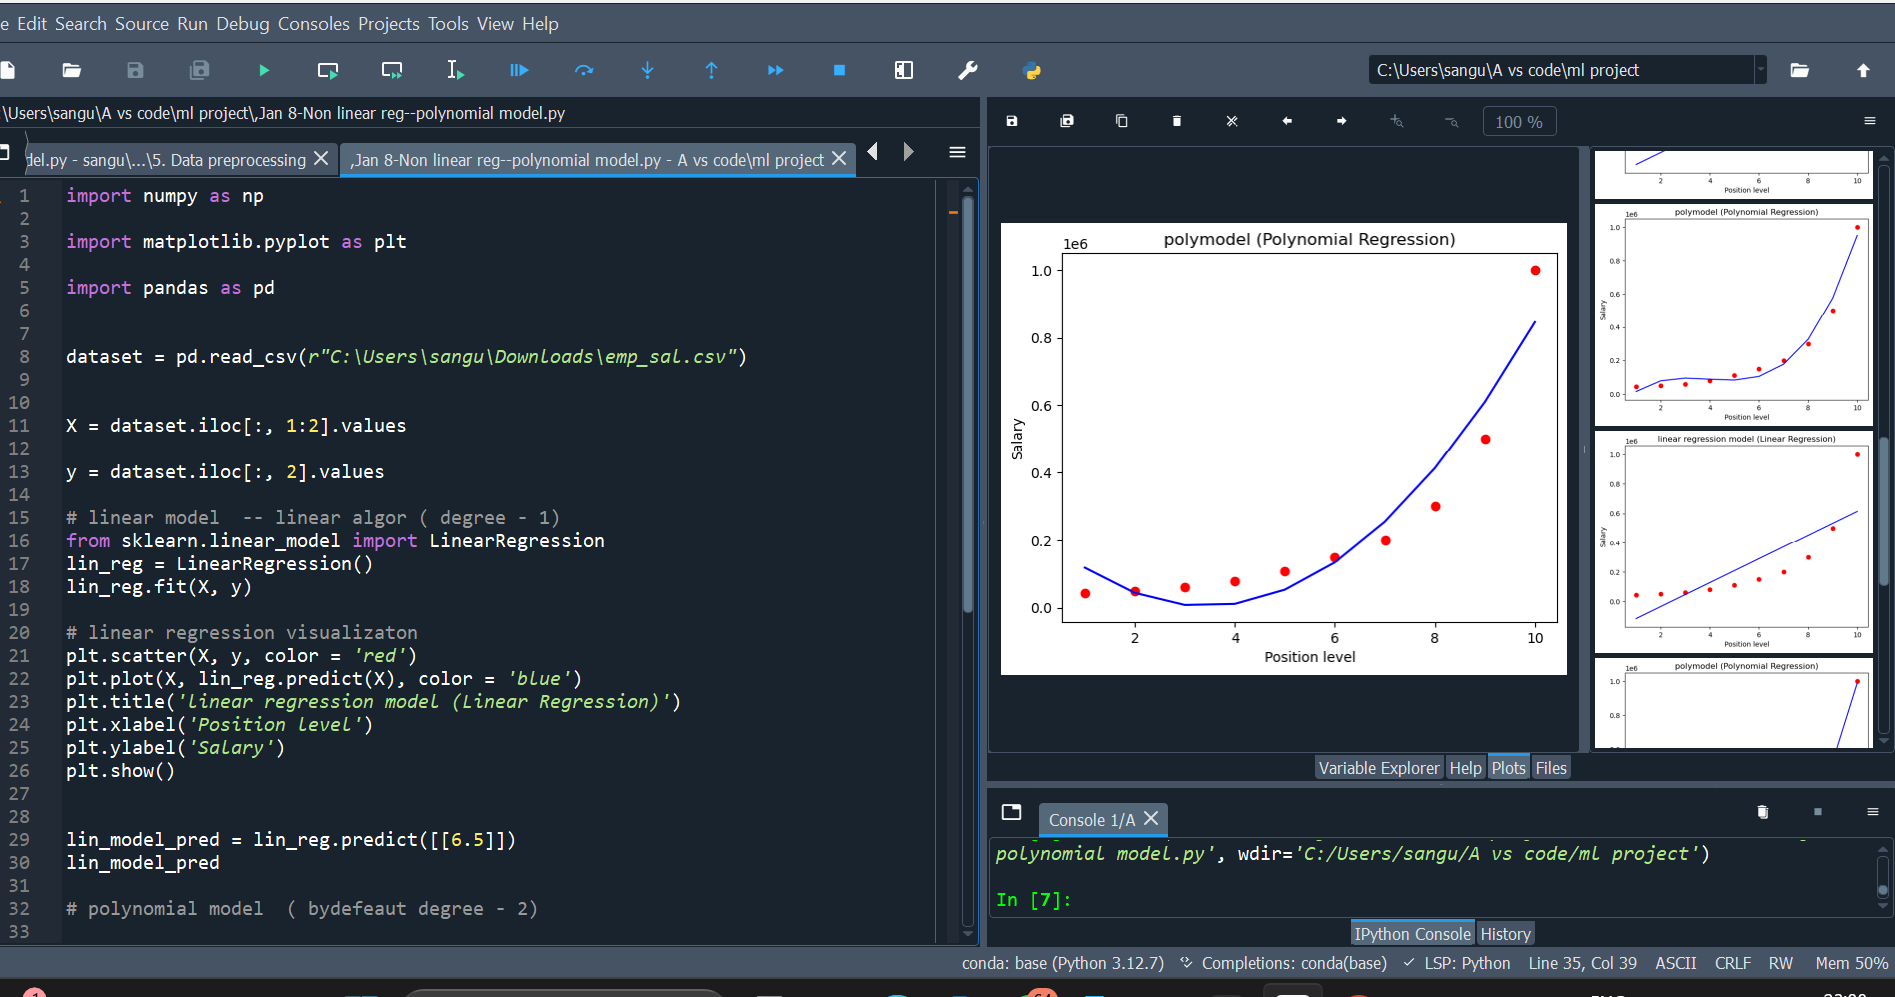 e Edit Search Source Run Debug Consoles Projects Tools View Help
C:\Users\sangu\A vs code\ml project
:\Users\sangu\A vs code\ml project\,Jan 8-Non linear reg--polynomial model.py
del.py - sangu\...\5. Data preprocessing
,Jan 8-Non linear reg--polynomial model.py - A vs code\ml project
1 import numpy as np
2
3 import matplotlib.pyplot as plt
4
5 import pandas as pd
6
7
8 dataset = pd.read_csv(r"C:\Users\sangu\Downloads\emp_sal.csv")
9
10
11 X = dataset.iloc[:, 1:2].values
12
13 y = dataset.iloc[:, 2].values
14
15 # linear model  -- linear algor ( degree - 1)
16 from sklearn.linear_model import LinearRegression
17 lin_reg = LinearRegression()
18 lin_reg.fit(X, y)
19
20 # linear regression visualizaton
21 plt.scatter(X, y, color = 'red')
22 plt.plot(X, lin_reg.predict(X), color = 'blue')
23 plt.title('linear regression model (Linear Regression)')
24 plt.xlabel('Position level')
25 plt.ylabel('Salary')
26 plt.show()
27
28
29 lin_model_pred = lin_reg.predict([[6.5]])
30 lin_model_pred
31
32 # polynomial model  ( bydefeaut degree - 2)
33
100 %
polymodel (Polynomial Regression)
1e6
1.0
0.8
0.6
0.4
0.2
0.0
Salary
2 4 6 8 10
Position level
2 4 6 8 10
Position level
polymodel (Polynomial Regression)
1e6
1.0
0.8
0.6
0.4
0.2
0.0
Salary
2 4 6 8 10
Position level
linear regression model (Linear Regression)
1e6
1.0
0.8
0.6
0.4
0.2
0.0
Salary
2 4 6 8 10
Position level
polymodel (Polynomial Regression)
1e6
1.0
0.8
Variable Explorer Help Plots Files
Console 1/A
polynomial model.py', wdir='C:/Users/sangu/A vs code/ml project')
In [7]:
IPython Console History
conda: base (Python 3.12.7) Completions: conda(base) LSP: Python Line 35, Col 39 ASCII CRLF RW Mem 50%